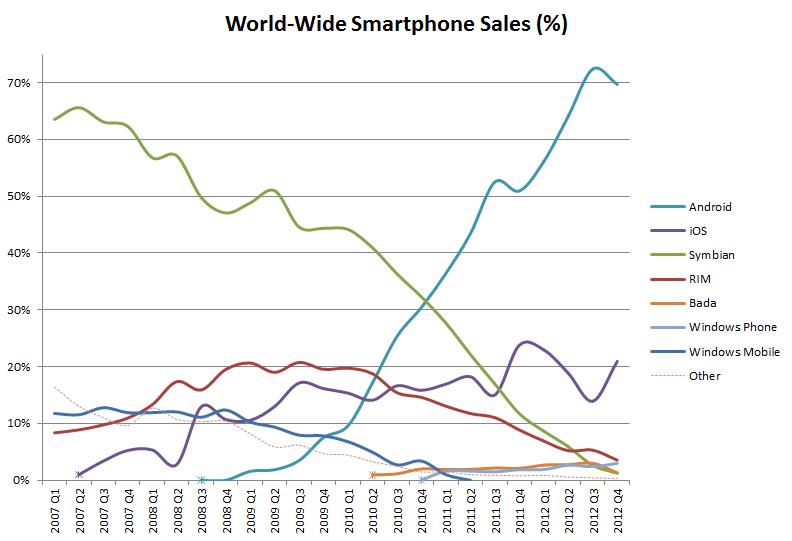 World-Wide Smartphone Sales (%)
70%
60%
50%
40%
30%
20%
10%
0%
Android
iOS
Symbian
RIM
Bada
Windows Phone
Windows Mobile
Other
2007 Q1
2007 Q2
2007 Q3
2007 Q4
2008 Q1
2008 Q2
2008 Q3
2008 Q4
2009 Q1
2009 Q2
2009 Q3
2009 Q4
2010 Q1
2010 Q2
2010 Q3
2010 Q4
2011 Q1
2011 Q2
2011 Q3
2011 Q4
2012 Q1
2012 Q2
2012 Q3
2012 Q4